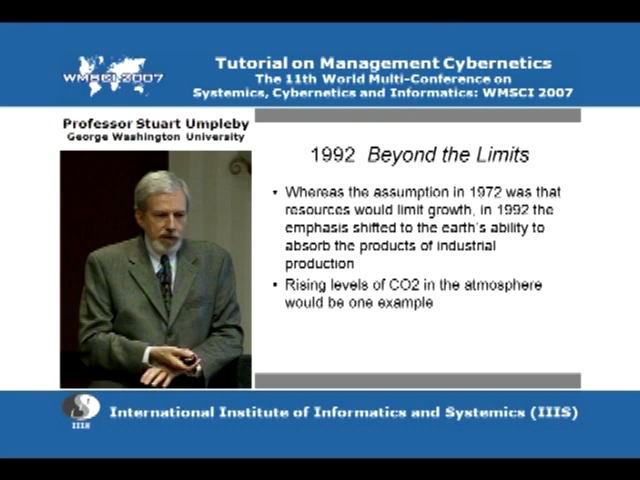 WMSCI 2007
Tutorial on Management Cybernetics
The 11th World Multi-Conference on
Systemics, Cybernetics and Informatics: WMSCI 2007
Professor Stuart Umpleby
George Washington University
1992 Beyond the Limits
• Whereas the assumption in 1972 was that
resources would limit growth, in 1992 the
emphasis shifted to the earth's ability to
absorb the products of industrial
production
• Rising levels of CO2 in the atmosphere
would be one example
IIIS
International Institute of Informatics and Systemics (IIIS)